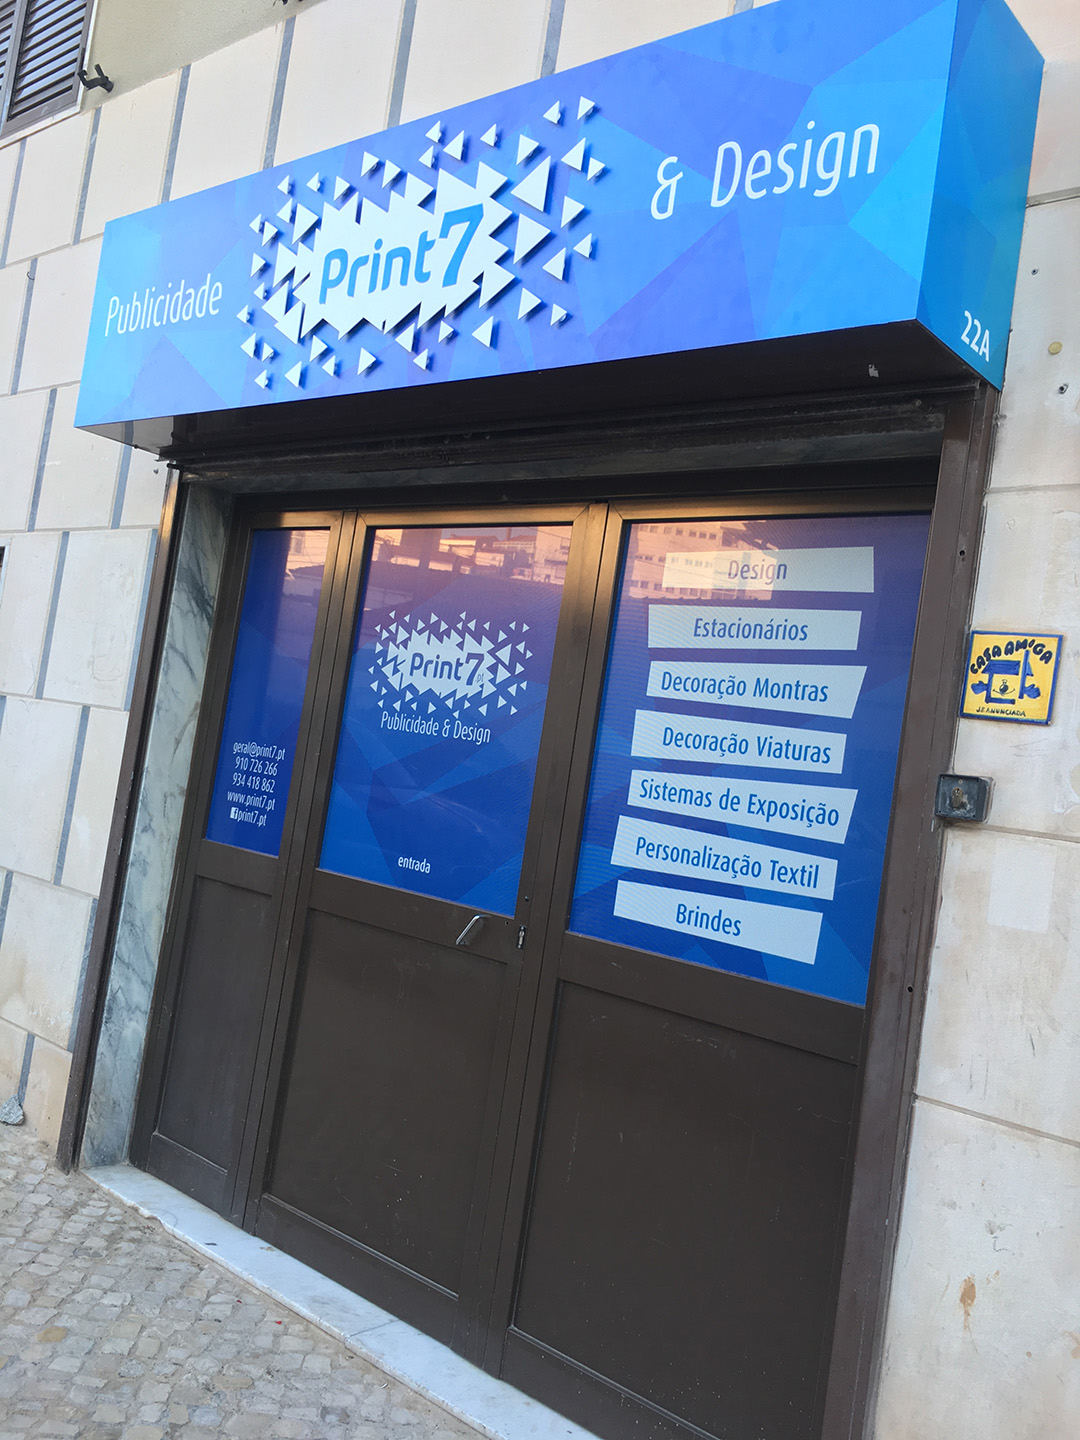 Publicidade
Print7
& Design
22A
geral@print7.pt
910 726 266
934 418 862
www.print7.pt
print7.pt
Print7.pt
Publicidade & Design
entrada
Design
Estacionários
Decoração Montras
Decoração Viaturas
Sistemas de Exposição
Personalização Textil
Brindes
CASA AMIGA